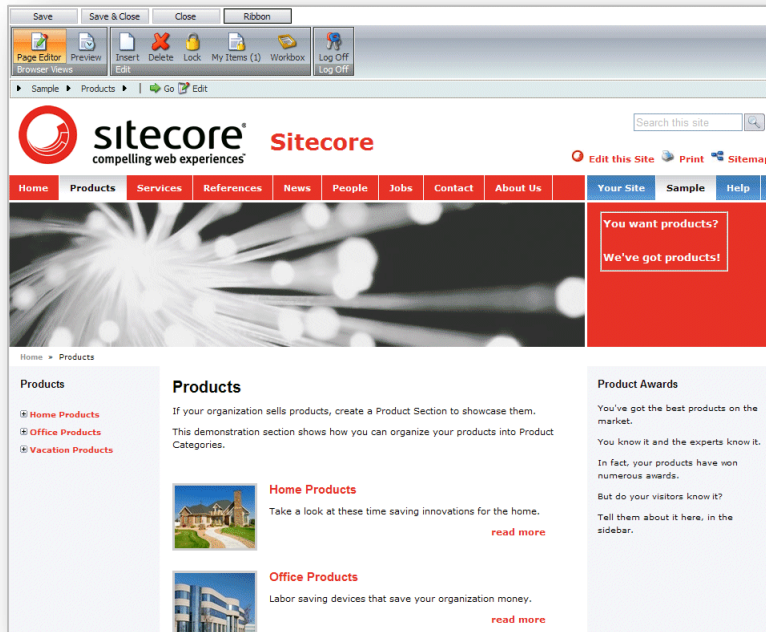 Save Save & Close Close Ribbon
Page Editor Preview Insert Delete Lock My Items (1) Workbox Log Off
Browser Views Edit Log Off
Sample Products Go Edit
sitecore®
compelling web experiences
Sitecore
Search this site
Edit this Site Print Sitema
Home Products Services References News People Jobs Contact About Us Your Site Sample Help
You want products?
We've got products!
Home » Products
Products
Home Products
Office Products
Vacation Products
Products
If your organization sells products, create a Product Section to showcase them.
This demonstration section shows how you can organize your products into Product
Categories.
Home Products
Take a look at these time saving innovations for the home.
read more
Office Products
Labor saving devices that save your organization money.
read more
Product Awards
You've got the best products on the
market.
You know it and the experts know it.
In fact, your products have won
numerous awards.
But do your visitors know it?
Tell them about it here, in the
sidebar.